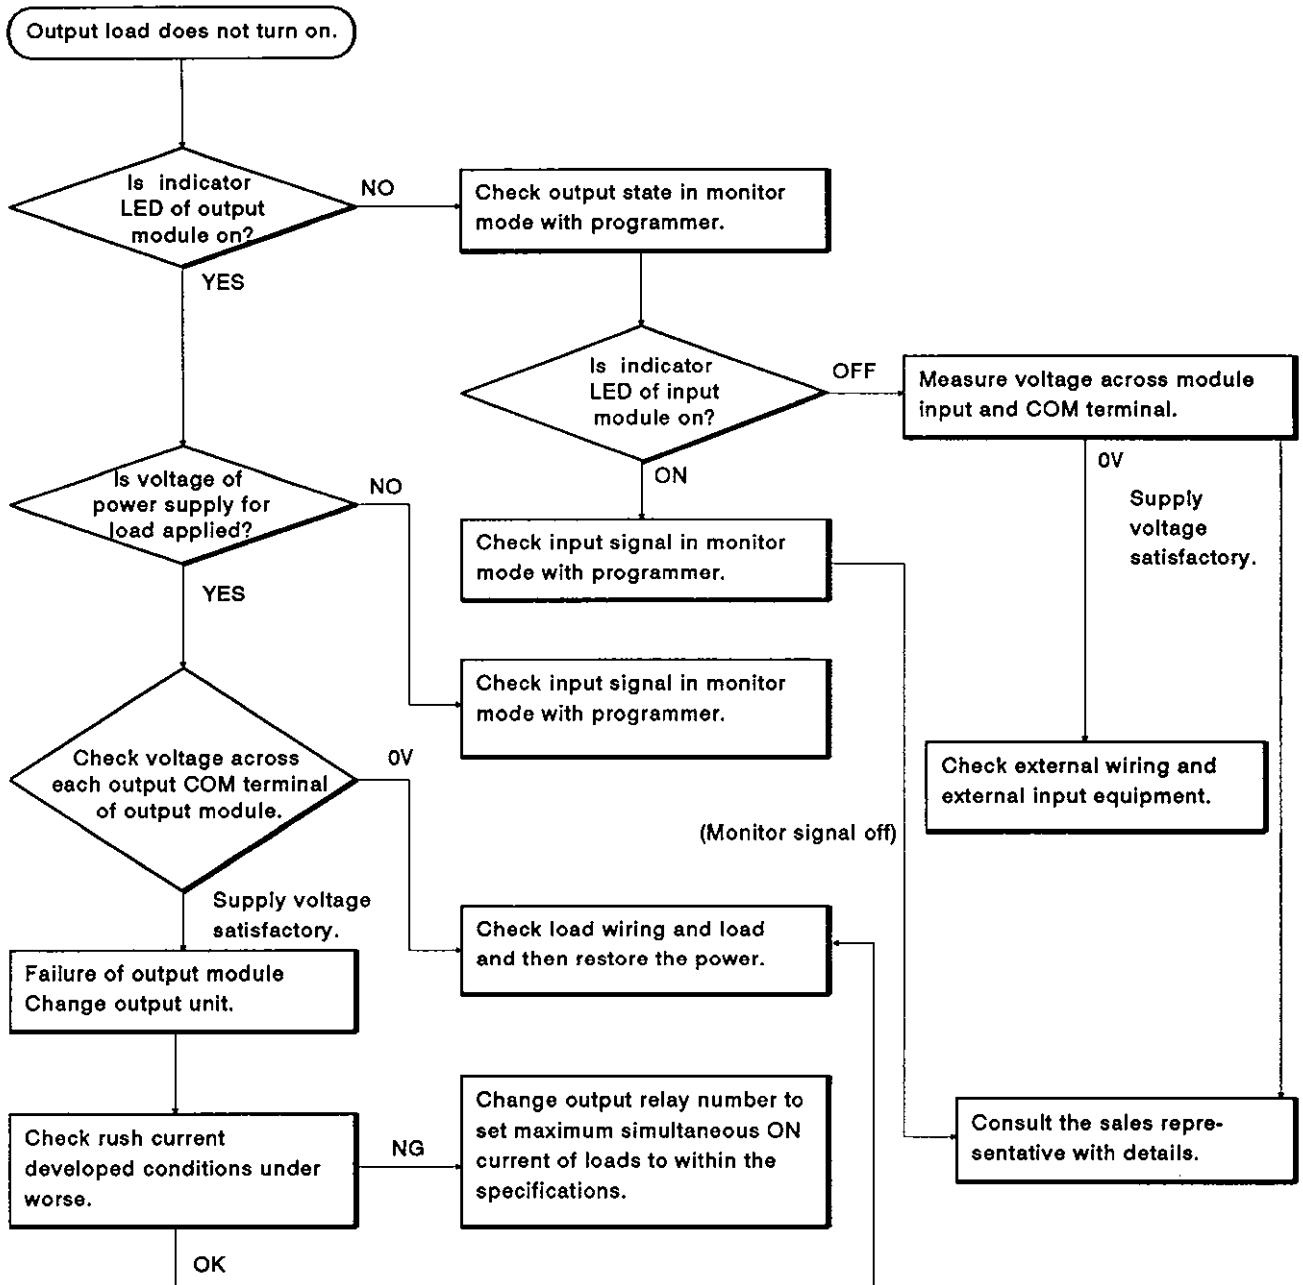 Output load does not turn on.
Is indicator
LED of output
module on?
NO
YES
Check output state in monitor
mode with programmer.
Is indicator
LED of input
module on?
OFF
ON
Measure voltage across module
input and COM terminal.
0V
Supply
voltage
satisfactory.
Is voltage of
power supply for
load applied?
NO
YES
Check input signal in monitor
mode with programmer.
Check input signal in monitor
mode with programmer.
Check voltage across
each output COM terminal
of output module.
0V
Check external wiring and
external input equipment.
(Monitor signal off)
Supply voltage
satisfactory.
Check load wiring and load
and then restore the power.
Failure of output module
Change output unit.
Check rush current
developed conditions under
worse.
NG
Change output relay number to
set maximum simultaneous ON
current of loads to within the
specifications.
Consult the sales repre-
sentative with details.
OK